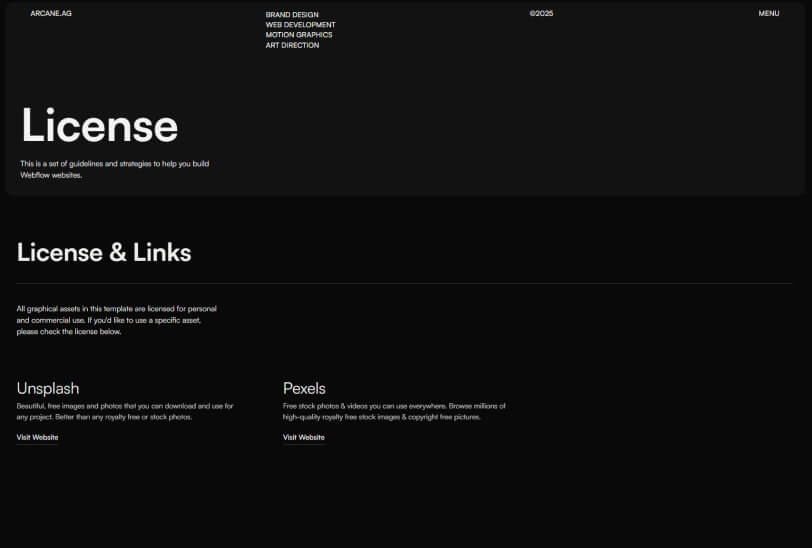 ARCANE.AG
BRAND DESIGN
WEB DEVELOPMENT
MOTION GRAPHICS
ART DIRECTION
©2025
MENU
License
This is a set of guidelines and strategies to help you build
Webflow websites.
License & Links
All graphical assets in this template are licensed for personal
and commercial use. If you'd like to use a specific asset,
please check the license below.
Unsplash
Beautiful, free images and photos that you can download and use for
any project. Better than any royalty free or stock photos.
Visit Website
Pexels
Free stock photos & videos you can use everywhere. Browse millions of
high-quality royalty free stock images & copyright free pictures.
Visit Website